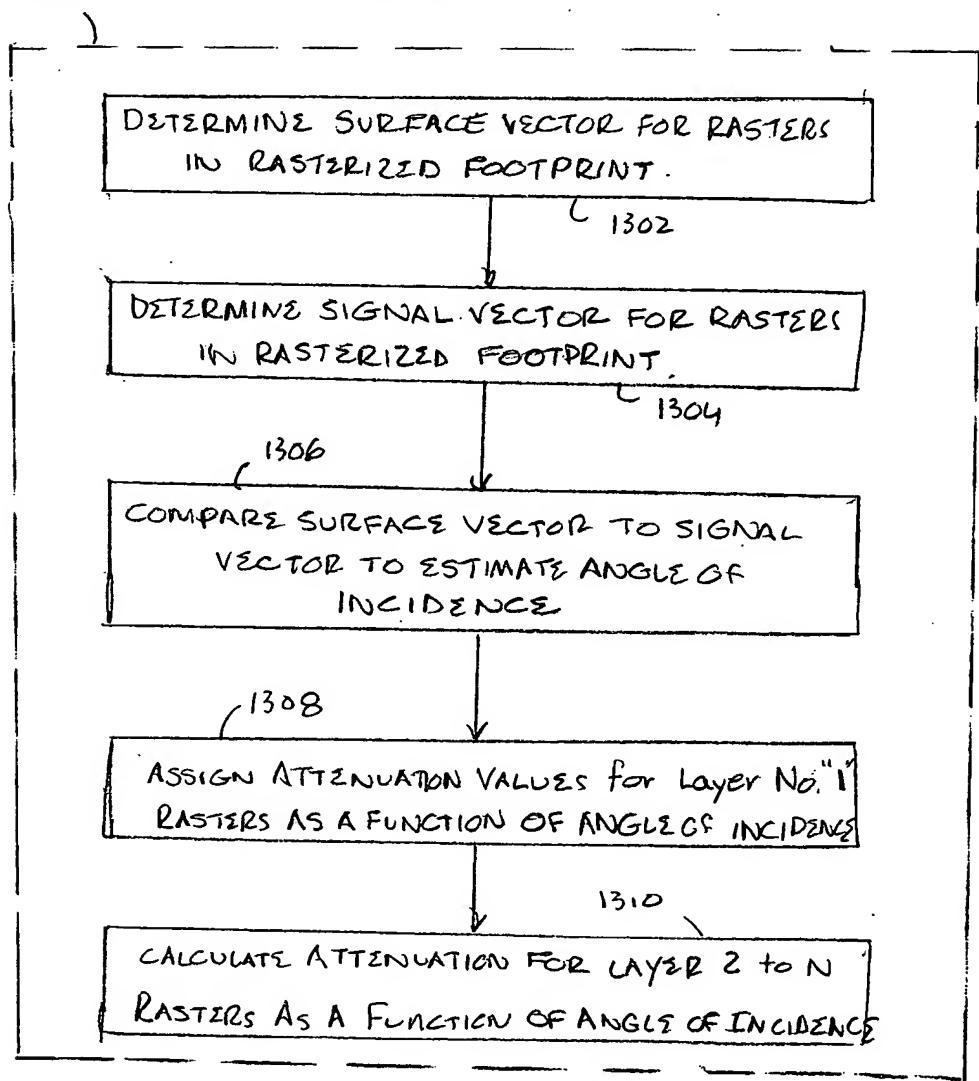 DETERMINE SURFACE VECTOR FOR RASTERS
IN RASTERIZED FOOTPRINT.
1302
DETERMINE SIGNAL VECTOR FOR RASTERS
IN RASTERIZED FOOTPRINT.
1304
1306
COMPARE SURFACE VECTOR TO SIGNAL
VECTOR TO ESTIMATE ANGLE OF
INCIDENCE
1308
ASSIGN ATTENUATION VALUES for Layer No. "1"
RASTERS AS A FUNCTION OF ANGLE OF INCIDENCE
1310
CALCULATE ATTENUATION FOR LAYER 2 to N
RASTERS AS A FUNCTION OF ANGLE OF INCIDENCE